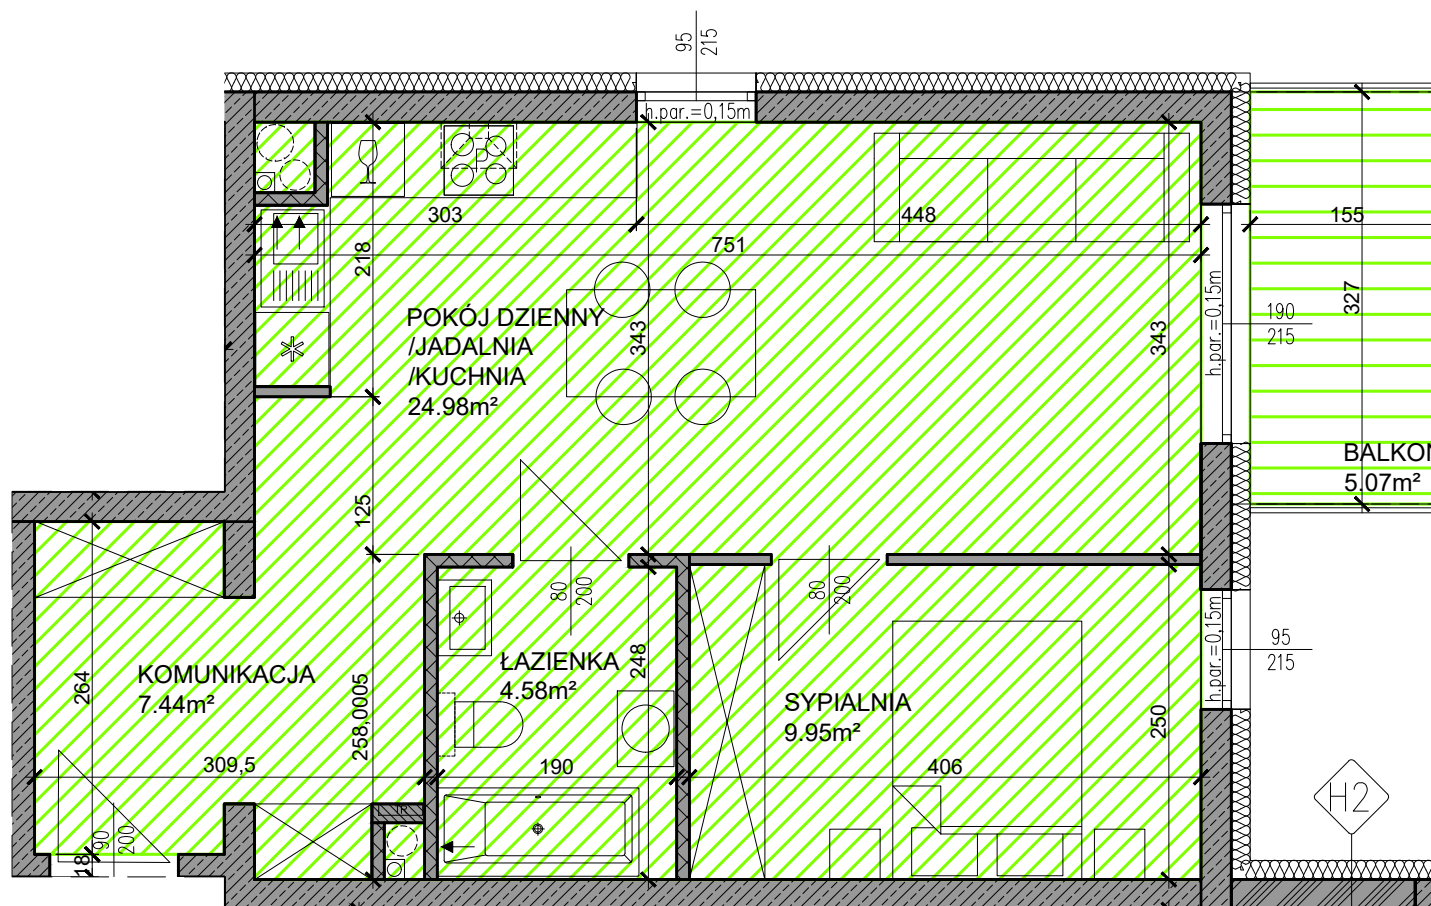 95
215
h.par.=0,15m
303
448
155
751
218
327
POKÓJ DZIENNY
/JADALNIA
/KUCHNIA
24.98m²
343
343
h.par.=0,15m
190
215
BALKON
5.07m²
125
80
200
80
200
h.par.=0,15m
95
215
264
KOMUNIKACJA
7.44m²
258,0005
ŁAZIENKA
4.58m²
248
SYPIALNIA
9.95m²
250
309,5
190
406
H2
90
200
18